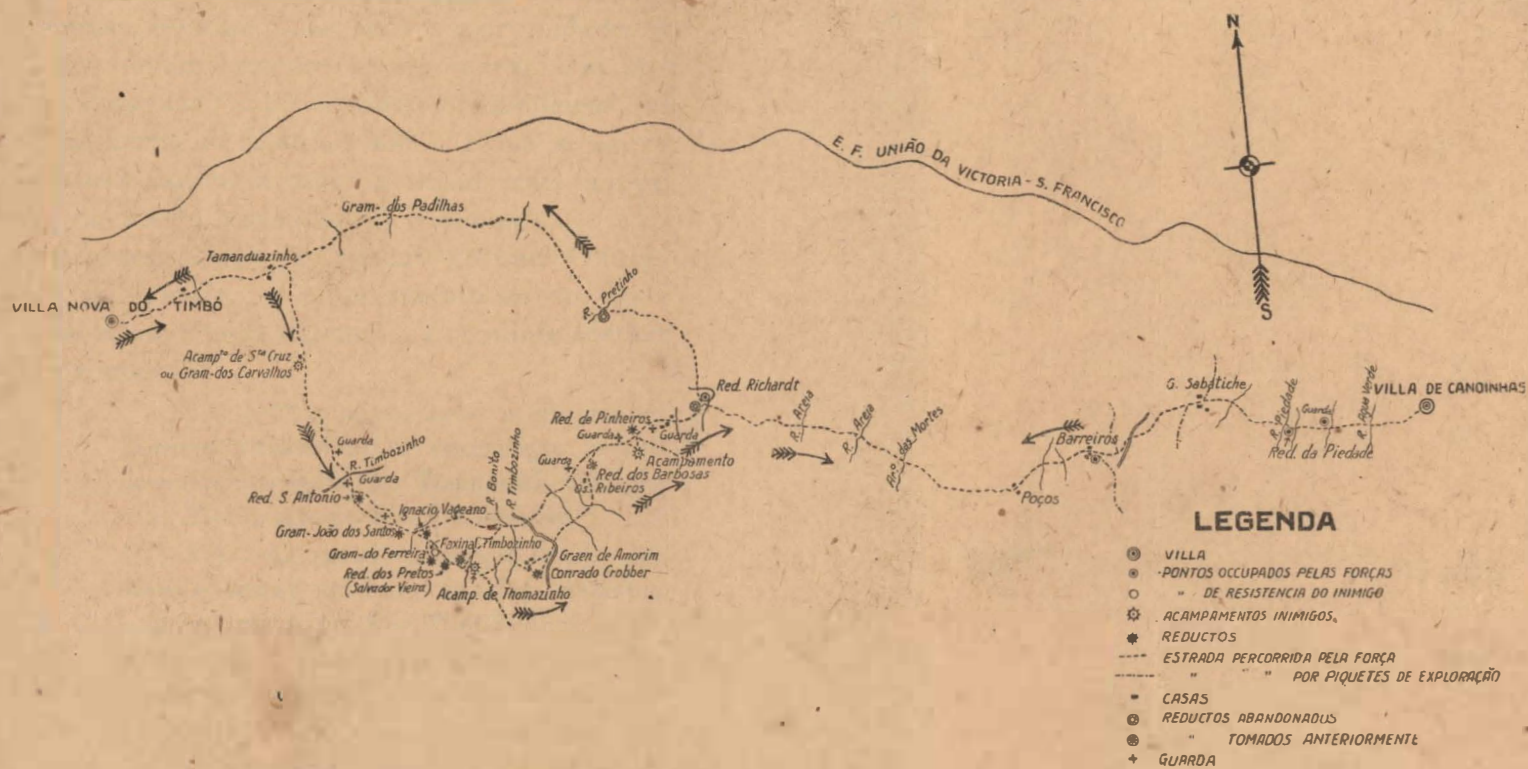 N
E. F. UNIÃO DA VICTORIA - S. FRANCISCO
S
Gram- dos Padilhas
Tamanduazinho
VILLA NOVA DO TIMBÓ
R. Pretinho
Acampto de Sta Cruz
ou Gram-dos Carvalhos
Red. Richardt
G. Sabatiche
R. Piedade
Guarda
R. Agua Verde
VILLA DE CANOINHAS
Red. da Piedade
Red. de Pinheiros
Guarda
Guarda
R. Areia
R. Areia
Aro. das Mortes
Barreiros
Poços
Acampamento
Guarda
Red. dos Barbosas
os Ribeiros
Guarda
R. Timbozinho
Guarda
R. Bonito
R. Timbozinho
Red. S. Antonio
Ignacio Vageano
Gram- João dos Santos
Faxinal Timbozinho
Gram- do Ferreira
Graen de Amorim
Red. dos Pretos
(Salvador Vieira)
Conrado Crobber
Acamp. de Thomazinho
LEGENDA
VILLA
PONTOS OCCUPADOS PELAS FORÇAS
" DE RESISTENCIA DO INIMIGO
ACAMPAMENTOS INIMIGOS.
REDUCTOS
ESTRADA PERCORRIDA PELA FORÇA
" " " POR PIQUETES DE EXPLORAÇÃO
CASAS
REDUCTOS ABANDONADOS
" TOMADOS ANTERIORMENTE
GUARDA